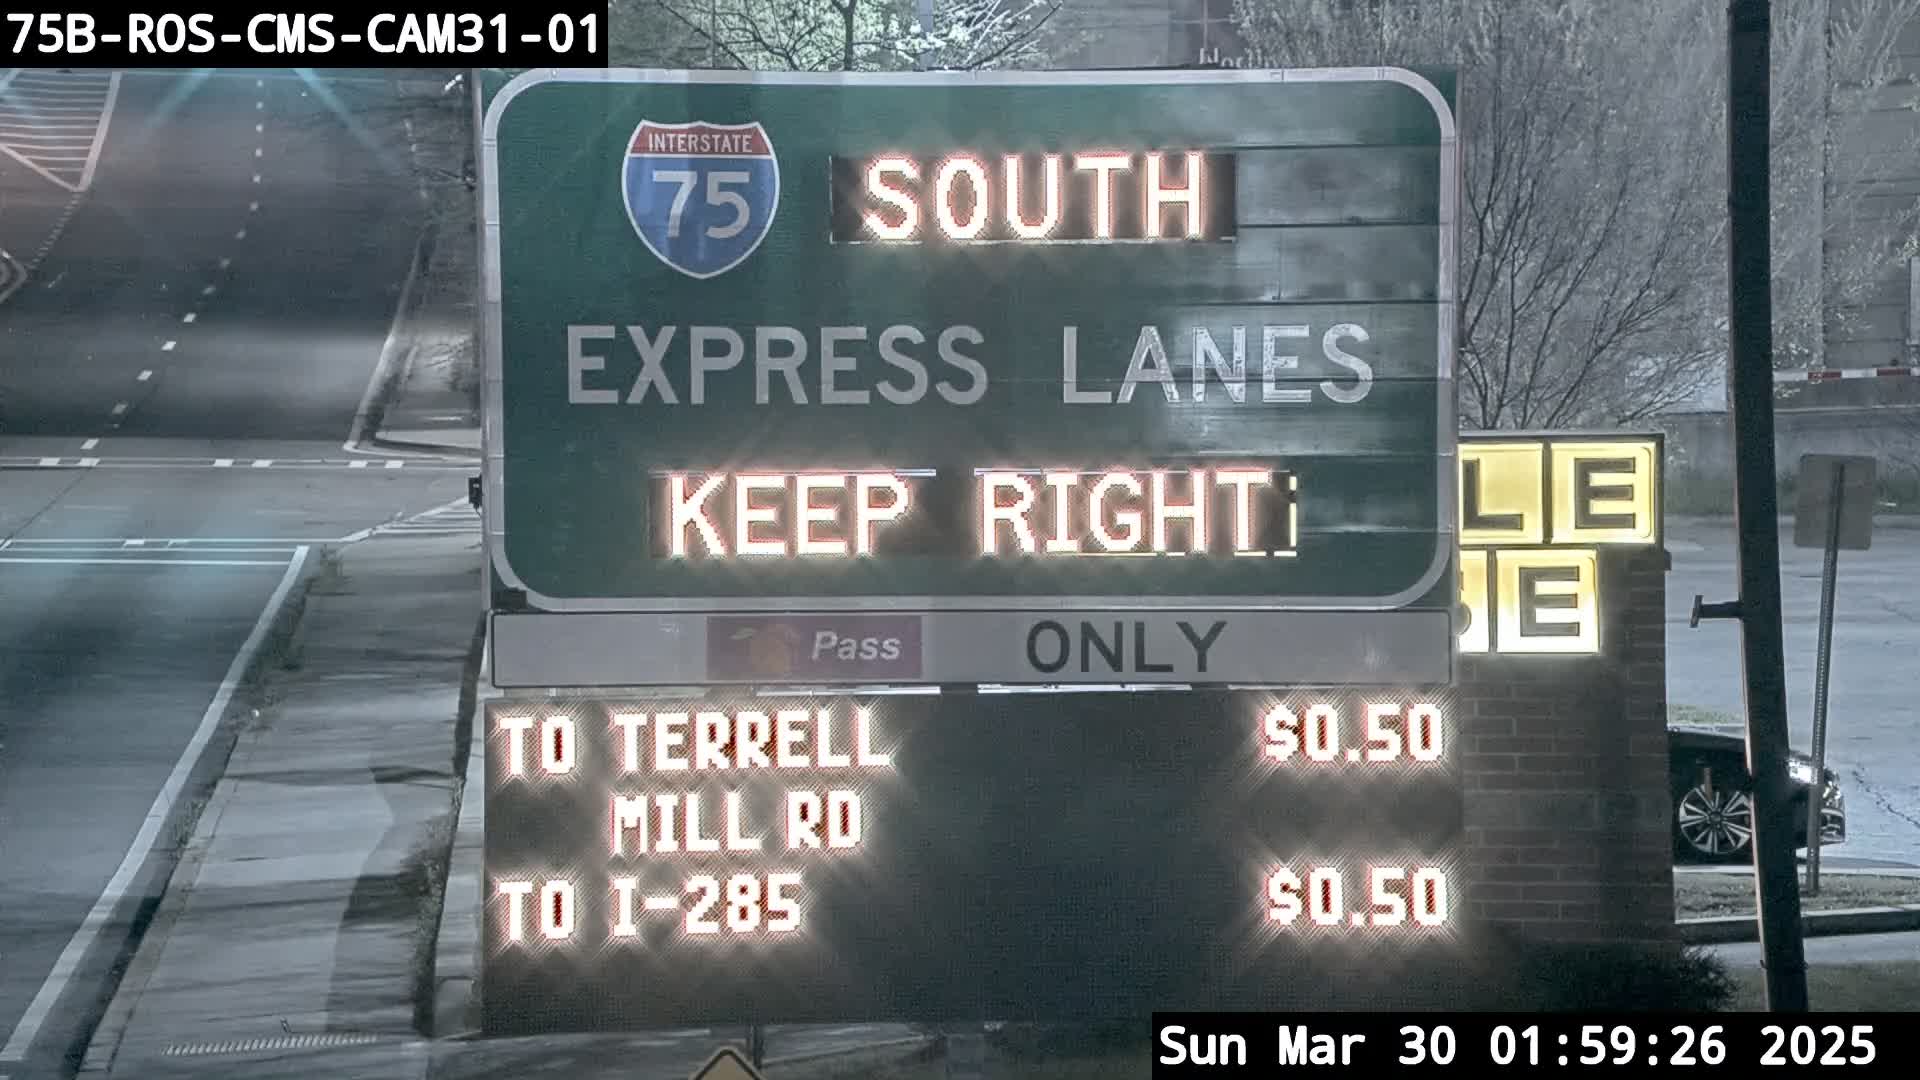 75B-ROS-CMS-CAM31-01
INTERSTATE
75
SOUTH
EXPRESS LANES
KEEP RIGHT
Pass ONLY
TO TERRELL $0.50
MILL RD
TO I-285 $0.50
LE
E
Sun Mar 30 01:59:26 2025